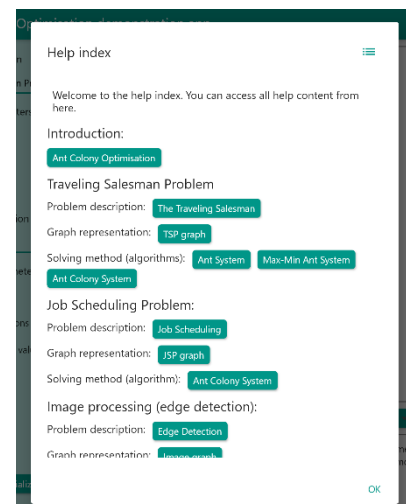 Optimisation demonstration app
Help index
Welcome to the help index. You can access all help content from
here.
Introduction:
Ant Colony Optimisation
Traveling Salesman Problem
Problem description: The Traveling Salesman
Graph representation: TSP graph
Solving method (algorithms): Ant System Max-Min Ant System
Ant Colony System
Job Scheduling Problem:
Problem description: Job Scheduling
Graph representation: JSP graph
Solving method (algorithm): Ant Colony System
Image processing (edge detection):
Problem description: Edge Detection
Graph representation: Image graph
OK